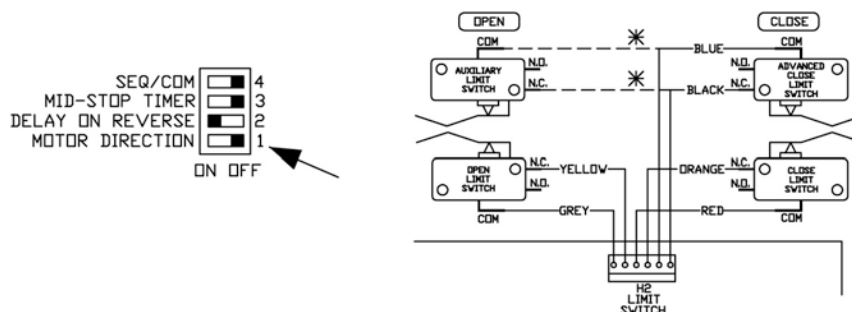 SEQ/COM 4
MID-STOP TIMER 3
DELAY ON REVERSE 2
MOTOR DIRECTION 1
ON OFF
OPEN
CLOSE
COM
*
BLUE
COM
AUXILIARY
LIMIT
SWITCH
N.O.
N.C.
*
BLACK
N.O.
N.C.
ADVANCED
CLOSE
LIMIT
SWITCH
OPEN
LIMIT
SWITCH
N.C.
N.O.
YELLOW
ORANGE
N.C.
N.O.
CLOSE
LIMIT
SWITCH
COM
GREY
RED
COM
H2
LIMIT
SWITCH